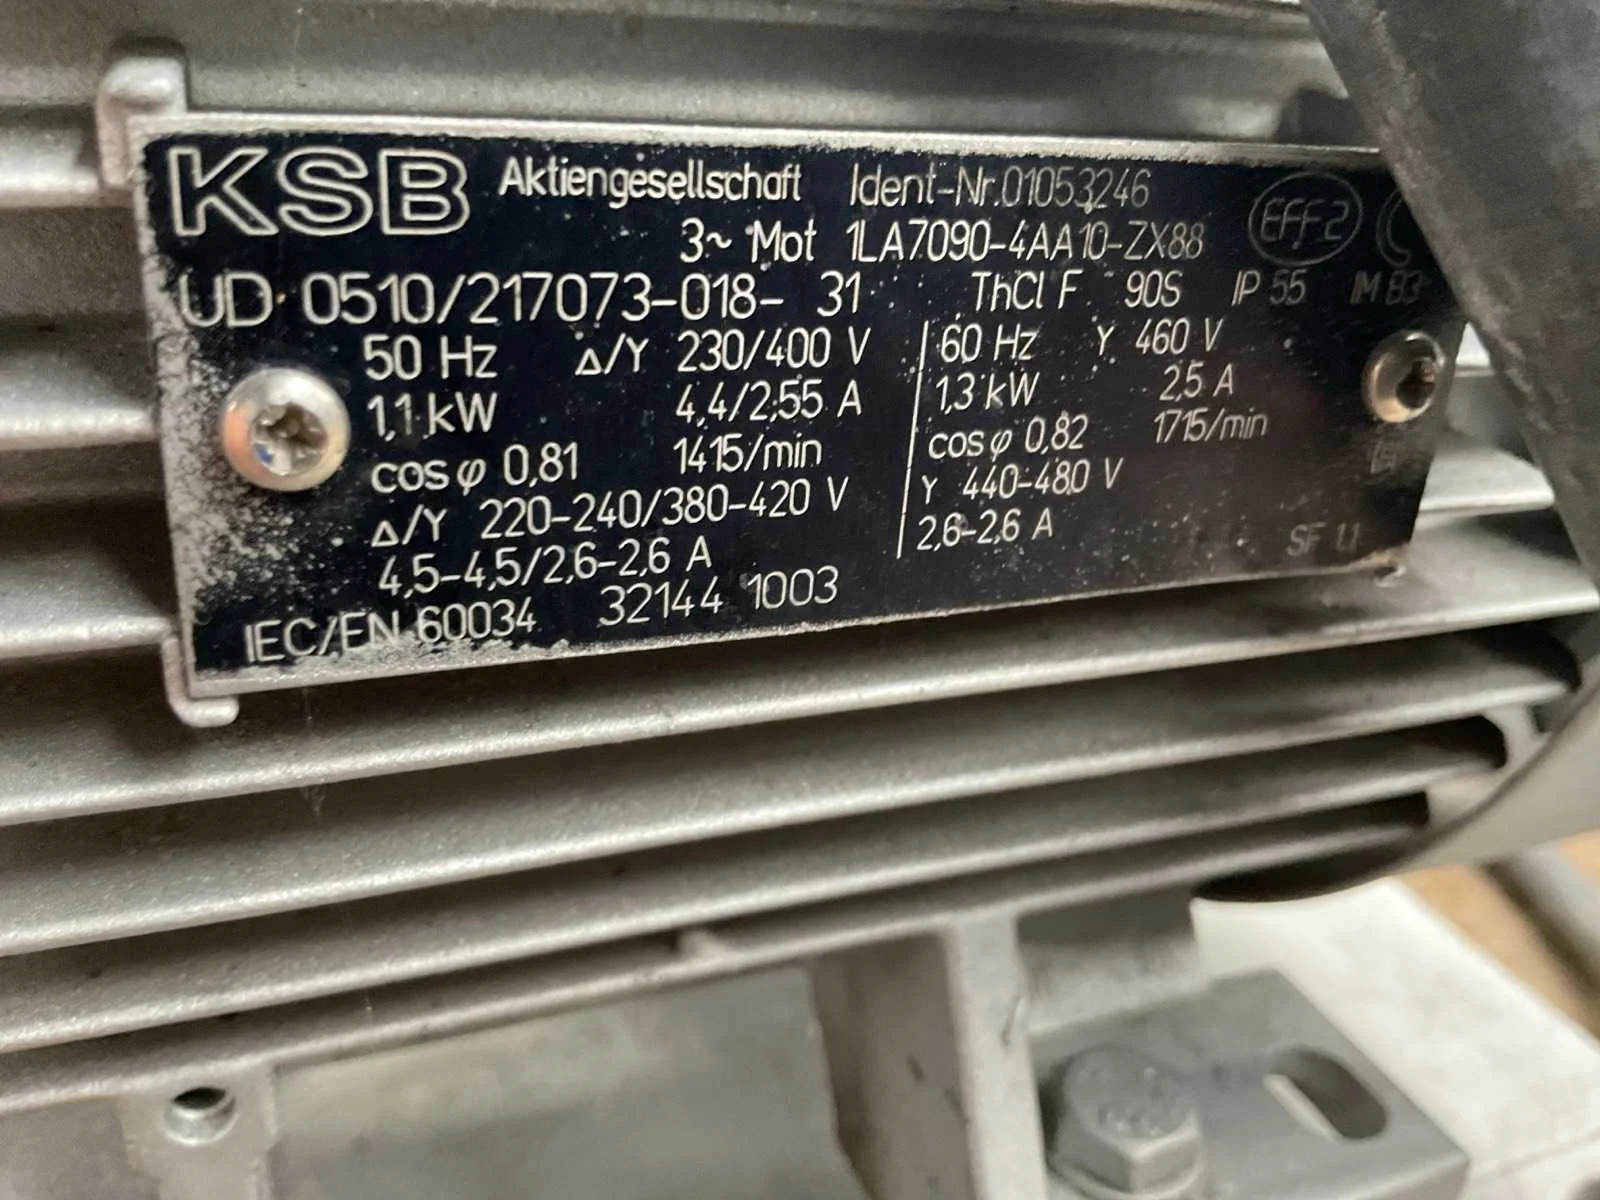 KSB Aktiengesellschaft Ident-Nr.01053246
3~ Mot 1LA7090-4AA10-ZX88 EFF2
UD 0510/217073-018- 31 ThCl F 90S IP 55 IM B3
50 Hz Δ/Y 230/400 V 60 Hz Y 460 V
1,1 kW 4,4/2,55 A 1,3 kW 2,5 A
cos φ 0,81 1415/min cos φ 0,82 1715/min
Δ/Y 220-240/380-420 V Y 440-480 V
4,5-4,5/2,6-2,6 A 2,6-2,6 A SF 1,1
IEC/EN 60034 32144 1003